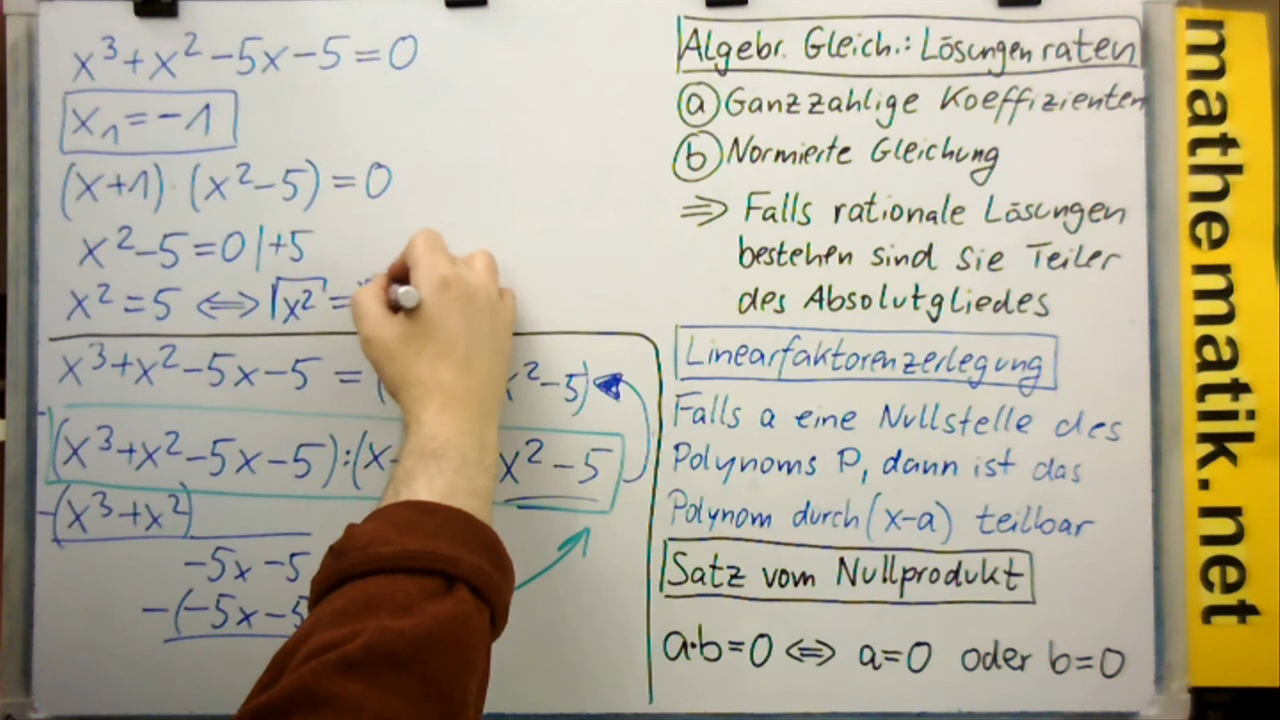 x³+x²-5x-5=0
x₁=-1
(x+1)·(x²-5)=0
x²-5=0|+5
x²=5 ⇔ √x²=
x³+x²-5x-5=( x²-5)
(x³+x²-5x-5):(x- x²-5
-(x³+x²)
-5x-5
-(-5x-5
Algebr. Gleich.: Lösungen raten
ⓐ Ganzzahlige Koeffizienten
ⓑ Normierte Gleichung
⇒ Falls rationale Lösungen
bestehen sind sie Teiler
des Absolutgliedes
Linearfaktorenzerlegung
Falls a eine Nullstelle des
Polynoms P, dann ist das
Polynom durch (x-a) teilbar
Satz vom Nullprodukt
a·b=0 ⇔ a=0 oder b=0
mathematik.net